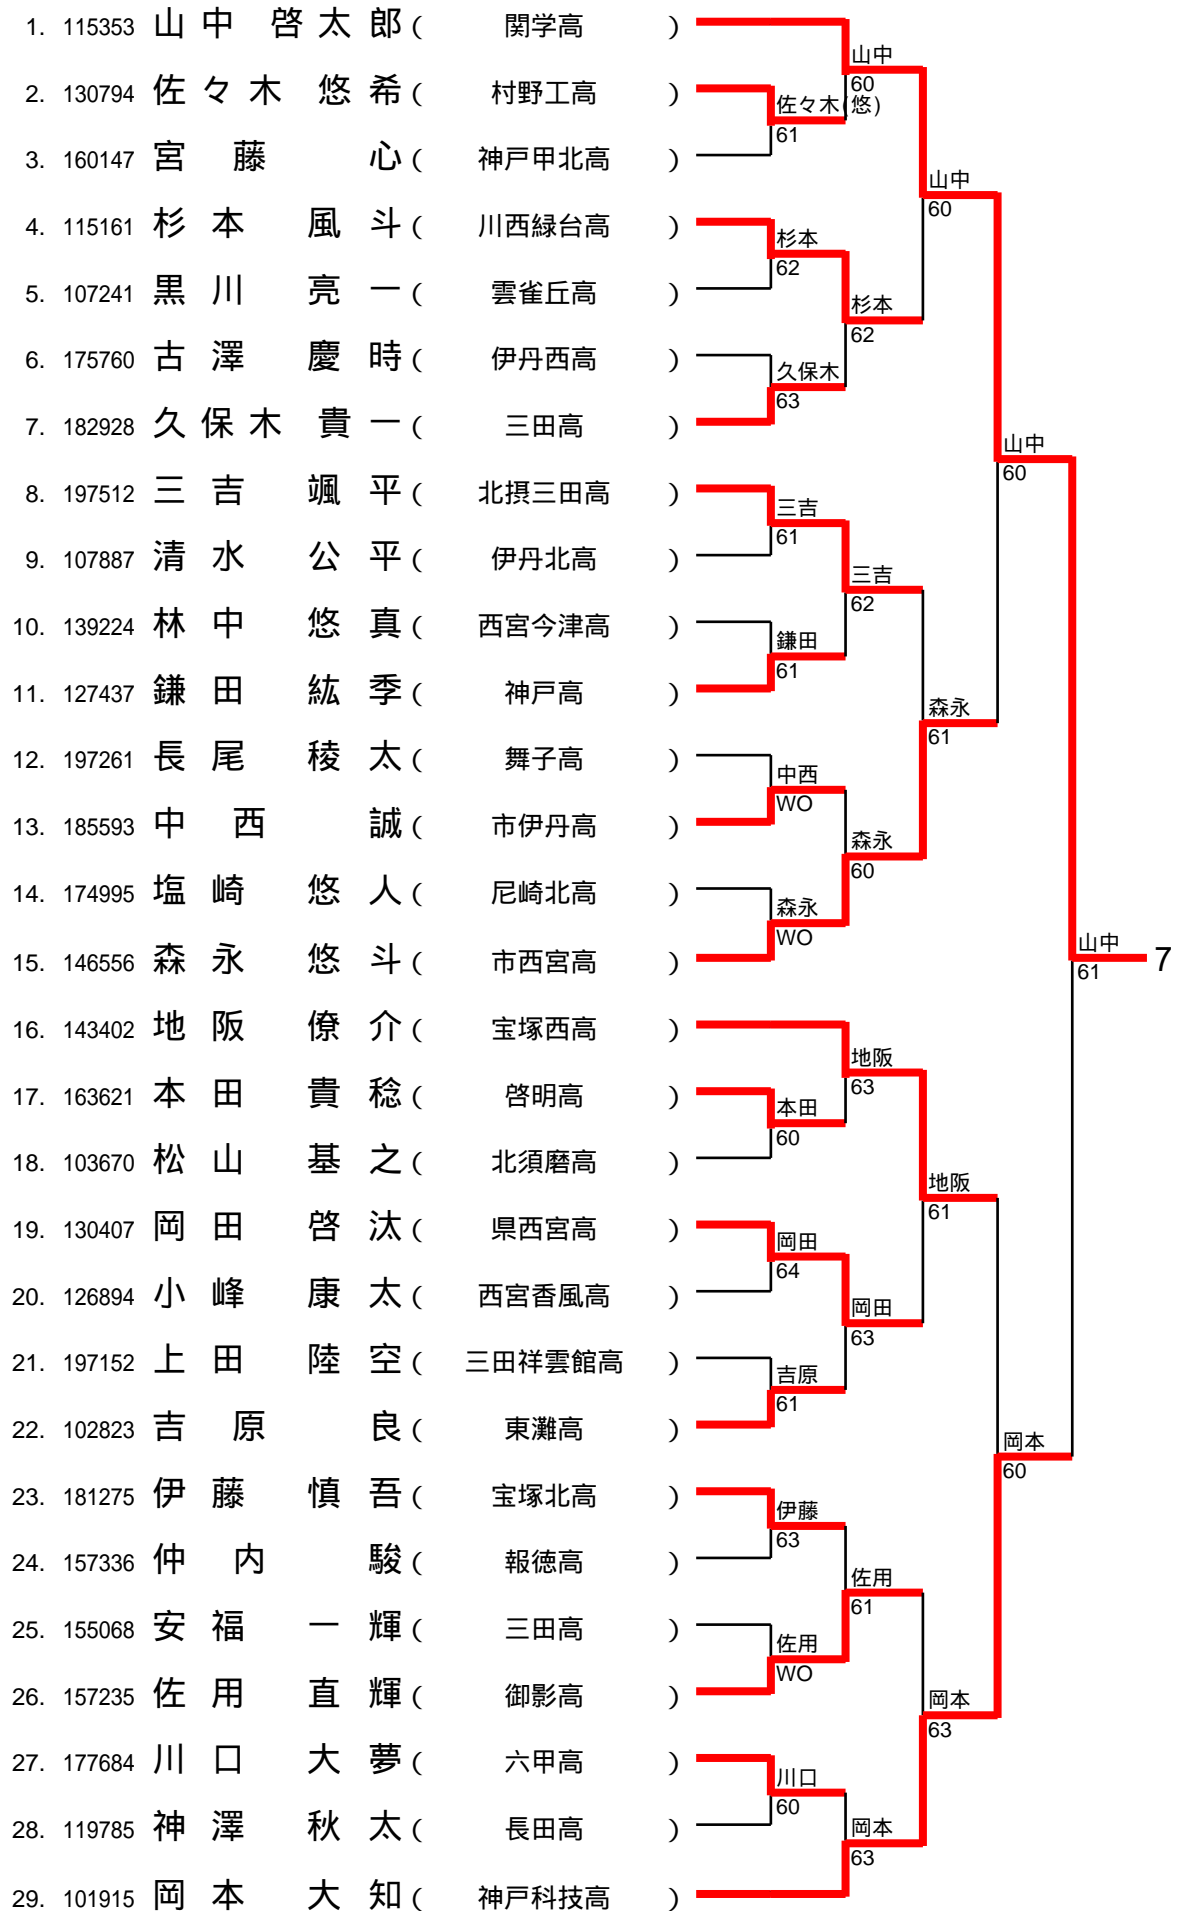 1. 115353 山中 啓太郎 ( 関学高 )
山中
60
2. 130794 佐々木 悠希 ( 村野工高 )
佐々木(悠)
61
3. 160147 宮藤 心 ( 神戸甲北高 )
山中
60
4. 115161 杉本 風斗 ( 川西緑台高 )
杉本
62
5. 107241 黒川 亮一 ( 雲雀丘高 )
杉本
62
6. 175760 古澤 慶時 ( 伊丹西高 )
久保木
63
7. 182928 久保木 貴一 ( 三田高 )
山中
60
8. 197512 三吉 颯平 ( 北摂三田高 )
三吉
61
9. 107887 清水 公平 ( 伊丹北高 )
三吉
62
10. 139224 林中 悠真 ( 西宮今津高 )
鎌田
61
11. 127437 鎌田 紘季 ( 神戸高 )
森永
61
12. 197261 長尾 稜太 ( 舞子高 )
中西
WO
13. 185593 中西 誠 ( 市伊丹高 )
森永
60
14. 174995 塩崎 悠人 ( 尼崎北高 )
森永
WO
15. 146556 森永 悠斗 ( 市西宮高 )
山中
61
7
16. 143402 地阪 僚介 ( 宝塚西高 )
地阪
63
17. 163621 本田 貴稔 ( 啓明高 )
本田
60
18. 103670 松山 基之 ( 北須磨高 )
地阪
61
19. 130407 岡田 啓汰 ( 県西宮高 )
岡田
64
20. 126894 小峰 康太 ( 西宮香風高 )
岡田
63
21. 197152 上田 陸空 ( 三田祥雲館高 )
吉原
61
22. 102823 吉原 良 ( 東灘高 )
岡本
60
23. 181275 伊藤 慎吾 ( 宝塚北高 )
伊藤
63
24. 157336 仲内 駿 ( 報徳高 )
佐用
61
25. 155068 安福 一輝 ( 三田高 )
佐用
WO
26. 157235 佐用 直輝 ( 御影高 )
岡本
63
27. 177684 川口 大夢 ( 六甲高 )
川口
60
28. 119785 神澤 秋太 ( 長田高 )
岡本
63
29. 101915 岡本 大知 ( 神戸科技高 )